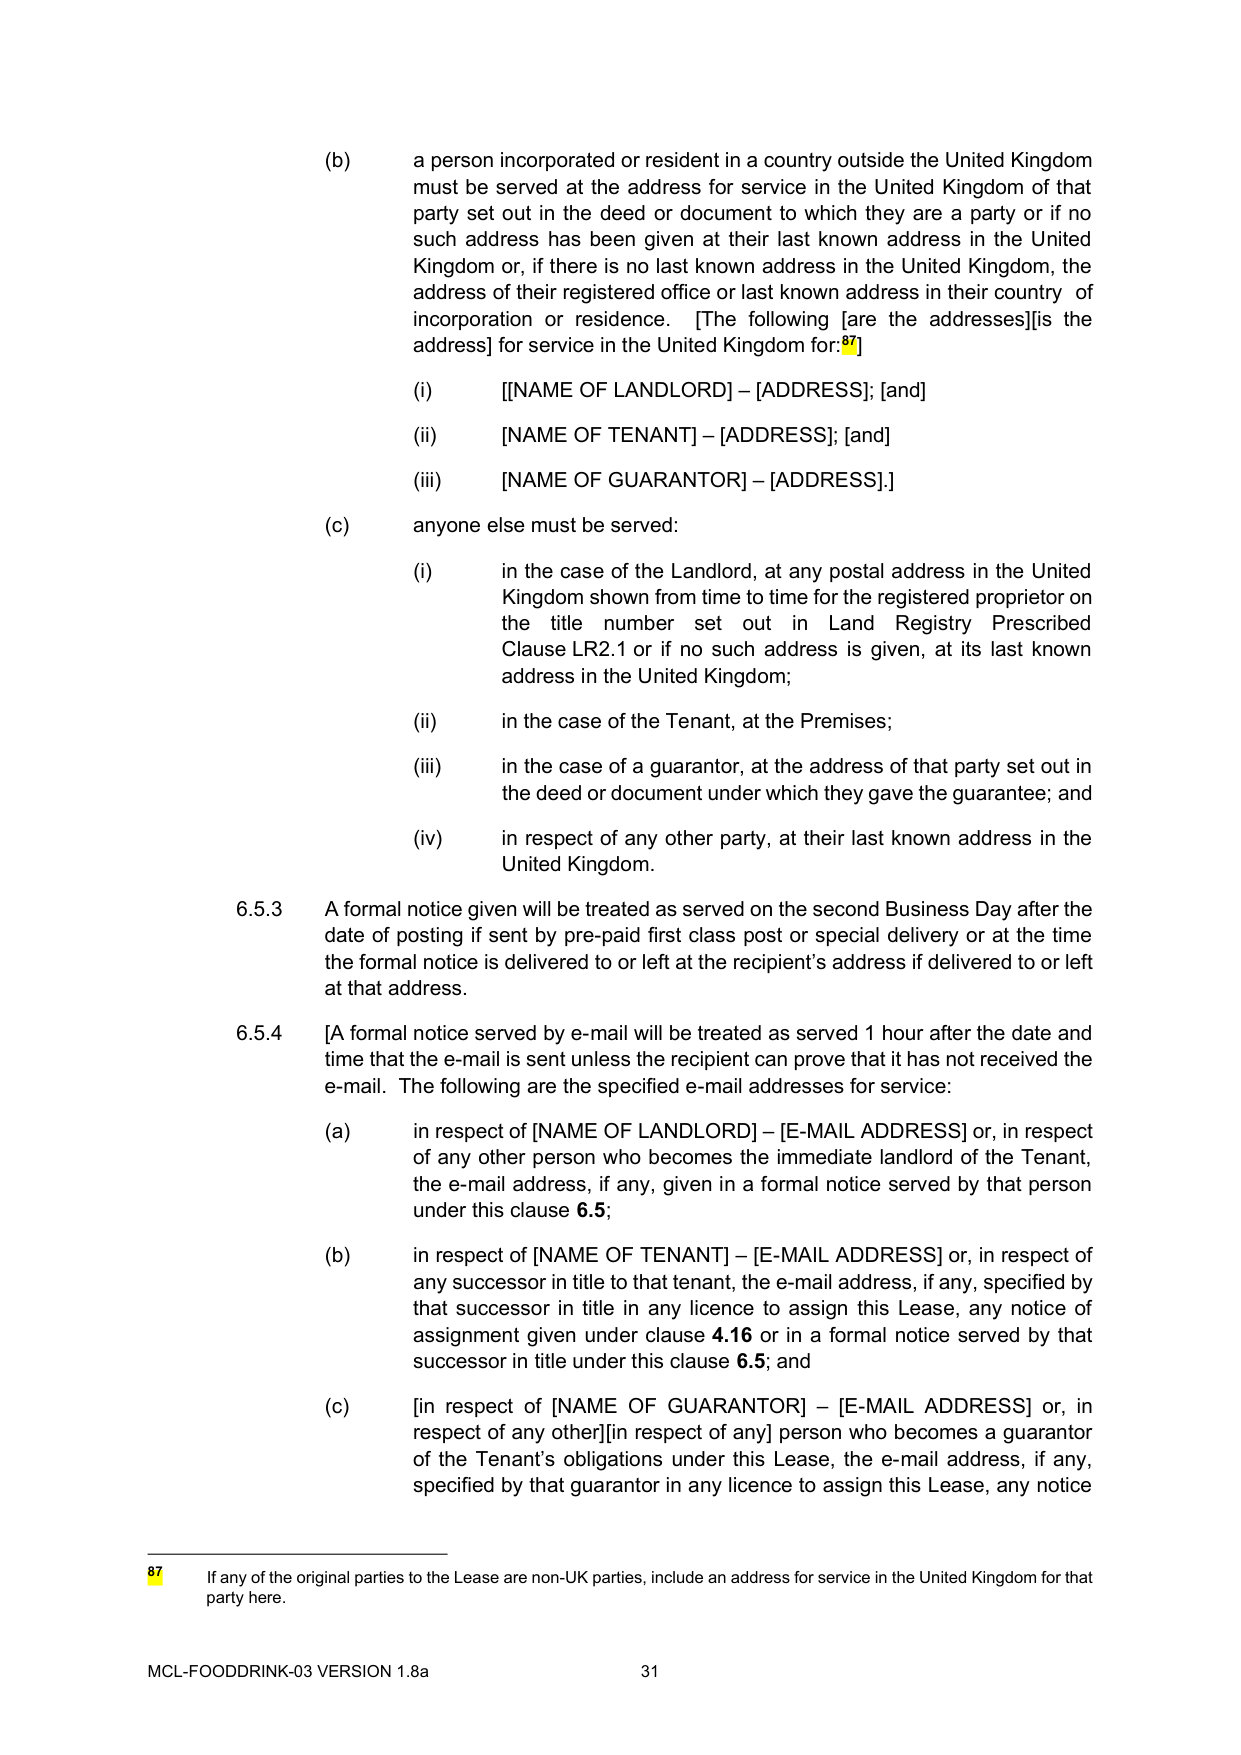 (b) a person incorporated or resident in a country outside the United Kingdom
must be served at the address for service in the United Kingdom of that
party set out in the deed or document to which they are a party or if no
such address has been given at their last known address in the United
Kingdom or, if there is no last known address in the United Kingdom, the
address of their registered office or last known address in their country of
incorporation or residence. [The following [are the addresses][is the
address] for service in the United Kingdom for:87]
(i) [[NAME OF LANDLORD] – [ADDRESS]; [and]
(ii) [NAME OF TENANT] – [ADDRESS]; [and]
(iii) [NAME OF GUARANTOR] – [ADDRESS].]
(c) anyone else must be served:
(i) in the case of the Landlord, at any postal address in the United
Kingdom shown from time to time for the registered proprietor on
the title number set out in Land Registry Prescribed
Clause LR2.1 or if no such address is given, at its last known
address in the United Kingdom;
(ii) in the case of the Tenant, at the Premises;
(iii) in the case of a guarantor, at the address of that party set out in
the deed or document under which they gave the guarantee; and
(iv) in respect of any other party, at their last known address in the
United Kingdom.
6.5.3 A formal notice given will be treated as served on the second Business Day after the
date of posting if sent by pre-paid first class post or special delivery or at the time
the formal notice is delivered to or left at the recipient’s address if delivered to or left
at that address.
6.5.4 [A formal notice served by e-mail will be treated as served 1 hour after the date and
time that the e-mail is sent unless the recipient can prove that it has not received the
e-mail. The following are the specified e-mail addresses for service:
(a) in respect of [NAME OF LANDLORD] – [E-MAIL ADDRESS] or, in respect
of any other person who becomes the immediate landlord of the Tenant,
the e-mail address, if any, given in a formal notice served by that person
under this clause 6.5;
(b) in respect of [NAME OF TENANT] – [E-MAIL ADDRESS] or, in respect of
any successor in title to that tenant, the e-mail address, if any, specified by
that successor in title in any licence to assign this Lease, any notice of
assignment given under clause 4.16 or in a formal notice served by that
successor in title under this clause 6.5; and
(c) [in respect of [NAME OF GUARANTOR] – [E-MAIL ADDRESS] or, in
respect of any other][in respect of any] person who becomes a guarantor
of the Tenant’s obligations under this Lease, the e-mail address, if any,
specified by that guarantor in any licence to assign this Lease, any notice
87 If any of the original parties to the Lease are non-UK parties, include an address for service in the United Kingdom for that
party here.
MCL-FOODDRINK-03 VERSION 1.8a 31